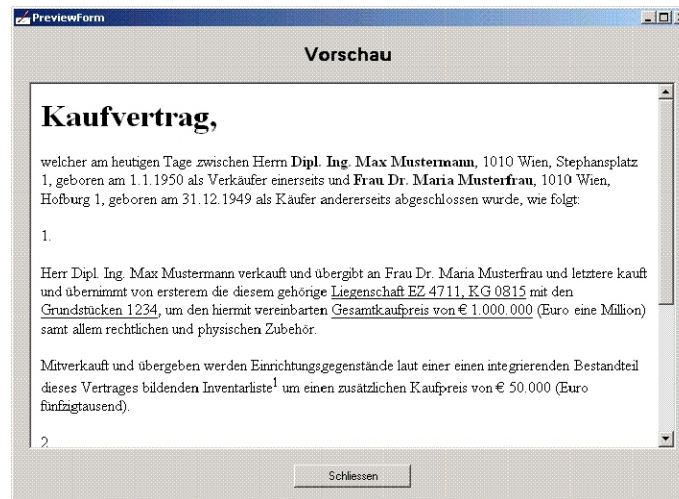 PreviewForm
Vorschau
Kaufvertrag,
welcher am heutigen Tage zwischen Herrn Dipl. Ing. Max Mustermann, 1010 Wien, Stephansplatz
1, geboren am 1.1.1950 als Verkäufer einerseits und Frau Dr. Maria Musterfrau, 1010 Wien,
Hofburg 1, geboren am 31.12.1949 als Käufer andererseits abgeschlossen wurde, wie folgt:
1.
Herr Dipl. Ing. Max Mustermann verkauft und übergibt an Frau Dr. Maria Musterfrau und letztere kauft
und übernimmt von ersterem die diesem gehörige Liegenschaft EZ 4711, KG 0815 mit den
Grundstücken 1234, um den hiermit vereinbarten Gesamtkaufpreis von € 1.000.000 (Euro eine Million)
samt allem rechtlichen und physischen Zubehör.
Mitverkauft und übergeben werden Einrichtungsgegenstände laut einer einen integrierenden Bestandteil
dieses Vertrages bildenden Inventarliste¹ um einen zusätzlichen Kaufpreis von € 50.000 (Euro
fünfzigtausend).
2.
Schliessen